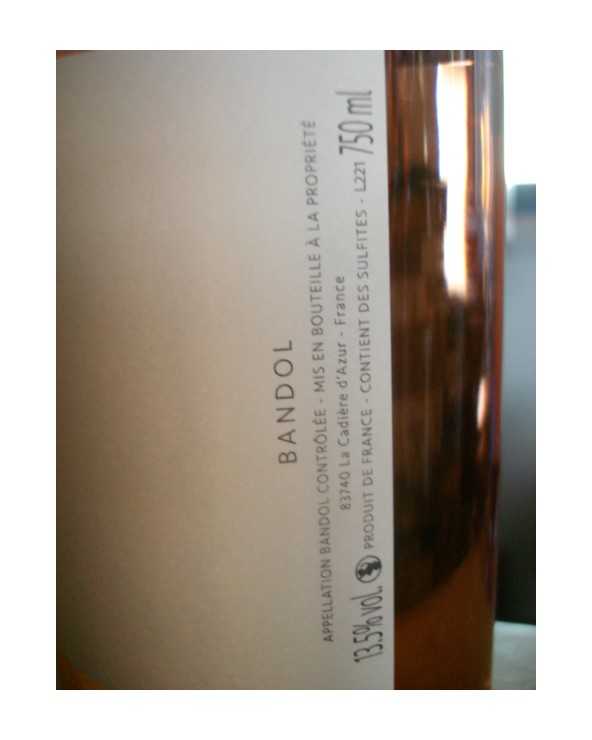 BANDOL
APPELLATION BANDOL CONTRÔLÉE - MIS EN BOUTEILLE À LA PROPRIÉTÉ
83740 La Cadière d'Azur - France
13.5% vol. PRODUIT DE FRANCE - CONTIENT DES SULFITES - L221 750 ml